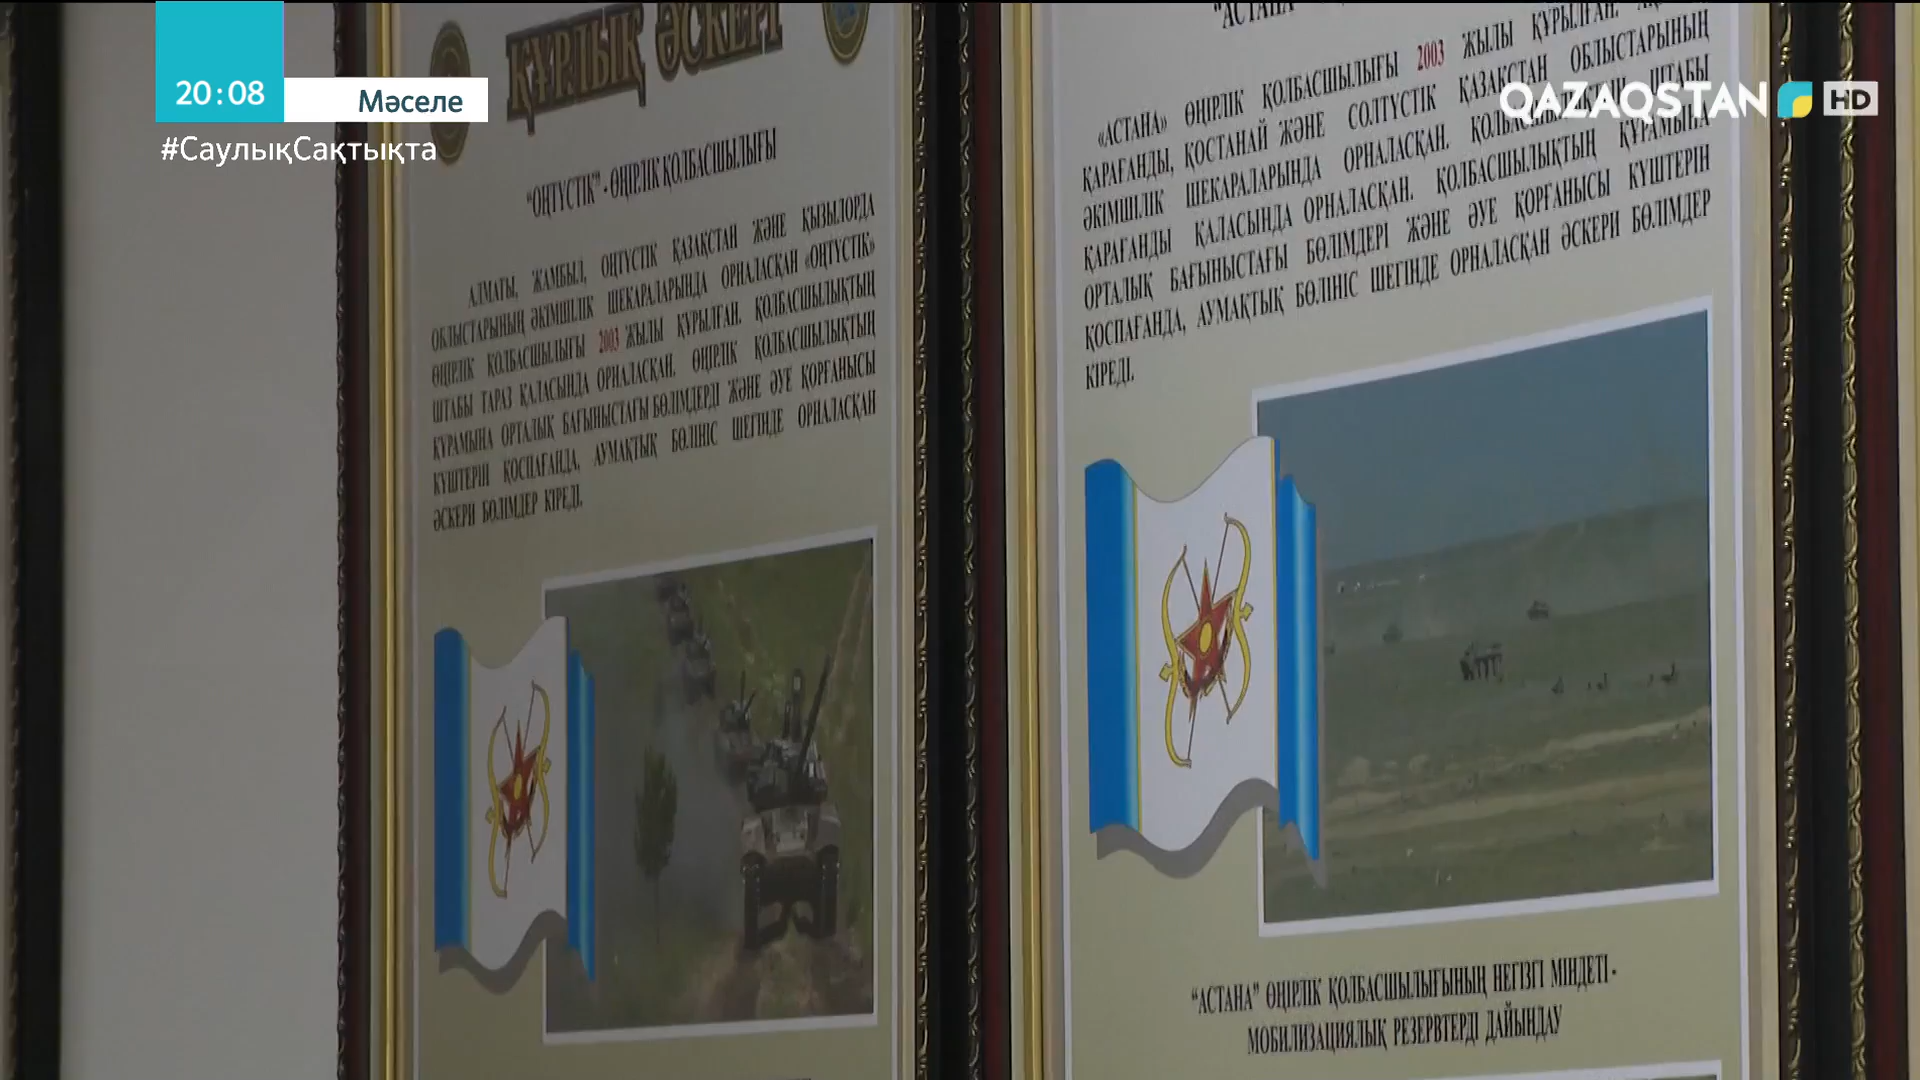 20:08
Мәселе
#СаулықСақтықта
QAZAQSTAN HD
ҚҰРЛЫҚ ӘСКЕРІ
"ОҢТҮСТІК" - ӨҢІРЛІК ҚОЛБАСШЫЛЫҒЫ
АЛМАТЫ, ЖАМБЫЛ, ОҢТҮСТІК ҚАЗАҚСТАН ЖӘНЕ ҚЫЗЫЛОРДА
ОБЛЫСТАРЫНЫҢ ӘКІМШІЛІК ШЕКАРАЛАРЫНДА ОРНАЛАСҚАН «ОҢТҮСТІК»
ӨҢІРЛІК ҚОЛБАСШЫЛЫҒЫ 2003 ЖЫЛЫ ҚҰРЫЛҒАН. ҚОЛБАСШЫЛЫҚТЫҢ
ШТАБЫ ТАРАЗ ҚАЛАСЫНДА ОРНАЛАСҚАН. ӨҢІРЛІК ҚОЛБАСШЫЛЫҚТЫҢ
ҚҰРАМЫНА ОРТАЛЫҚ БАҒЫНЫСТАҒЫ БӨЛІМДЕРДІ ЖӘНЕ ӘУЕ ҚОРҒАНЫСЫ
КҮШТЕРІН ҚОСПАҒАНДА, АУМАҚТЫҚ БӨЛІНІС ШЕГІНДЕ ОРНАЛАСҚАН
ӘСКЕРИ БӨЛІМДЕР КІРЕДІ.
"АСТАНА"
«АСТАНА» ӨҢІРЛІК ҚОЛБАСШЫЛЫҒЫ 2003 ЖЫЛЫ ҚҰРЫЛҒАН.
ҚАРАҒАНДЫ, ҚОСТАНАЙ ЖӘНЕ СОЛТҮСТІК ҚАЗАҚСТАН ОБЛЫСТАРЫНЫҢ
ӘКІМШІЛІК ШЕКАРАЛАРЫНДА ОРНАЛАСҚАН. ҚОЛБАСШЫЛЫҚТЫҢ ШТАБЫ
ҚАРАҒАНДЫ ҚАЛАСЫНДА ОРНАЛАСҚАН. ҚОЛБАСШЫЛЫҚТЫҢ ҚҰРАМЫНА
ОРТАЛЫҚ БАҒЫНЫСТАҒЫ БӨЛІМДЕРІ ЖӘНЕ ӘУЕ ҚОРҒАНЫСЫ КҮШТЕРІН
ҚОСПАҒАНДА, АУМАҚТЫҚ БӨЛІНІС ШЕГІНДЕ ОРНАЛАСҚАН ӘСКЕРИ БӨЛІМДЕР
КІРЕДІ.
"АСТАНА" ӨҢІРЛІК ҚОЛБАСШЫЛЫҒЫНЫҢ НЕГІЗГІ МІНДЕТІ -
МОБИЛИЗАЦИЯЛЫҚ РЕЗЕРВТЕРДІ ДАЙЫНДАУ